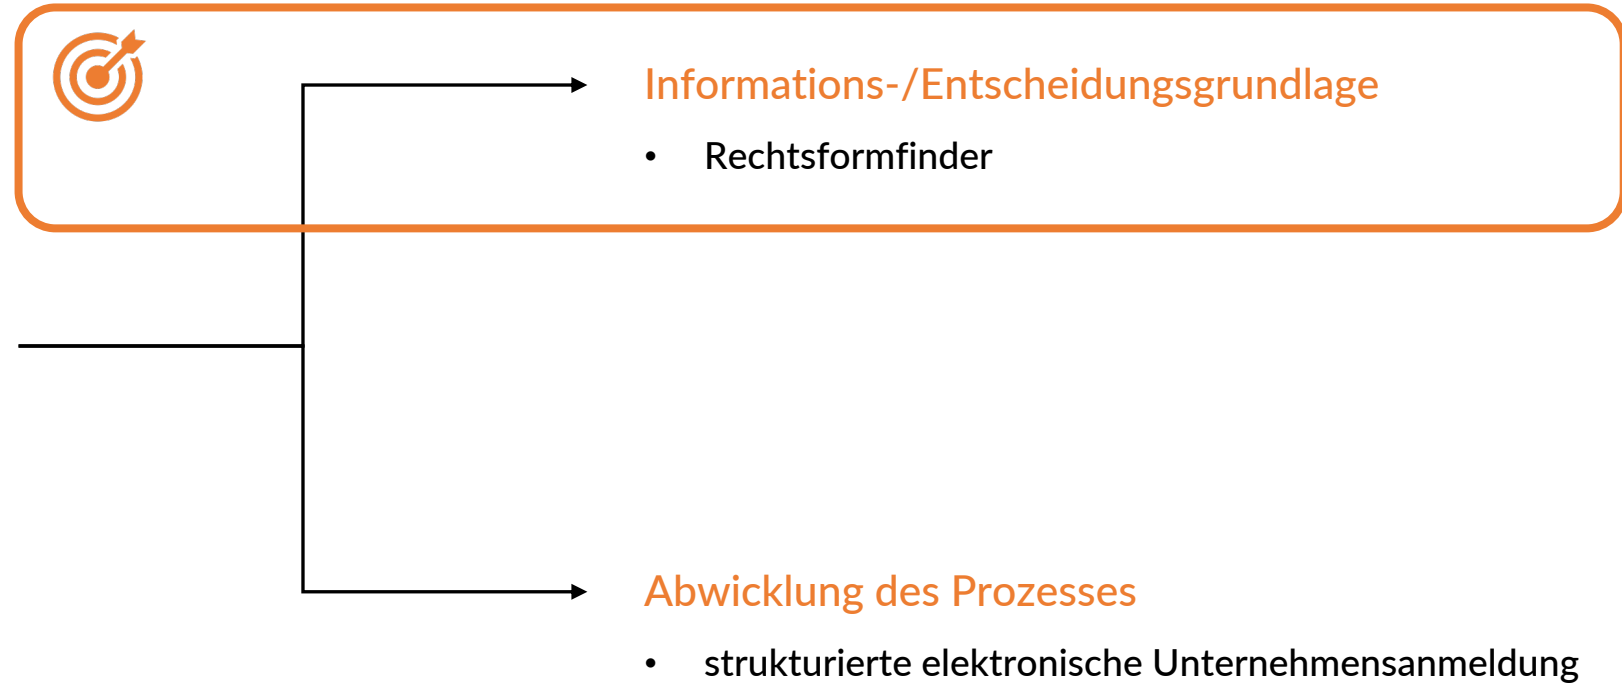 Informations-/Entscheidungsgrundlage
• Rechtsformfinder
Abwicklung des Prozesses
• strukturierte elektronische Unternehmensanmeldung